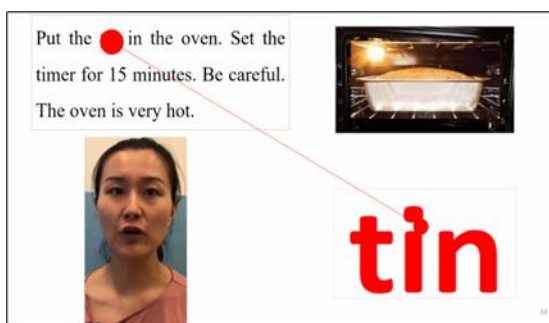 Put the in the oven. Set the
timer for 15 minutes. Be careful.
The oven is very hot.
tin